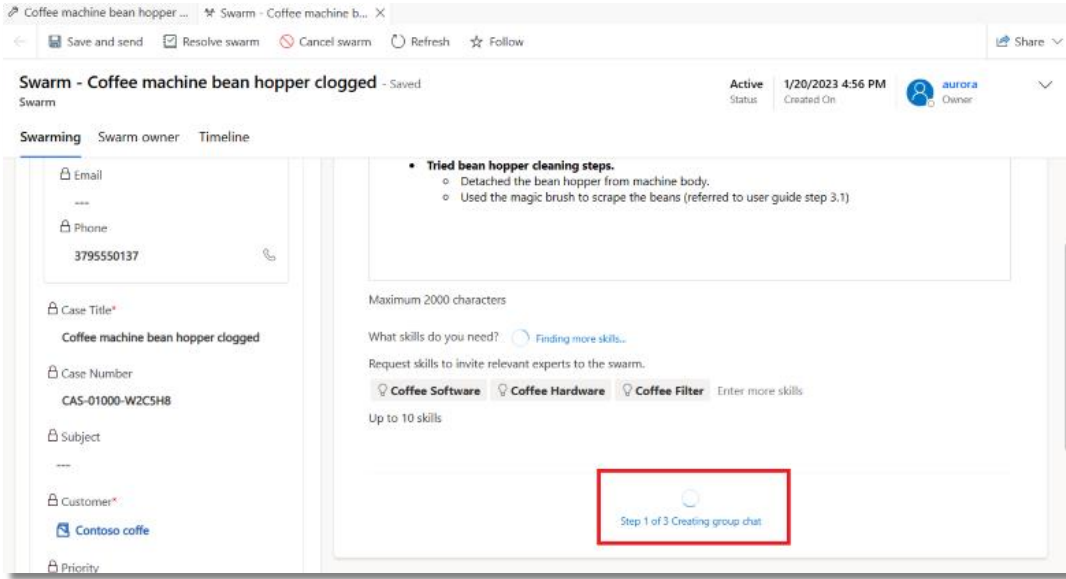 Coffee machine bean hopper ...
Swarm - Coffee machine b...
Save and send
Resolve swarm
Cancel swarm
Refresh
Follow
Share
Swarm - Coffee machine bean hopper clogged - Saved
Swarm
Active
Status
1/20/2023 4:56 PM
Created On
aurora
Owner
Swarming
Swarm owner
Timeline
Email
---
Phone
3795550137
Case Title*
Coffee machine bean hopper clogged
Case Number
CAS-01000-W2C5H8
Subject
---
Customer*
Contoso coffe
Priority
• Tried bean hopper cleaning steps.
○ Detached the bean hopper from machine body.
○ Used the magic brush to scrape the beans (referred to user guide step 3.1)
Maximum 2000 characters
What skills do you need? Finding more skills...
Request skills to invite relevant experts to the swarm.
Coffee Software Coffee Hardware Coffee Filter Enter more skills
Up to 10 skills
Step 1 of 3 Creating group chat